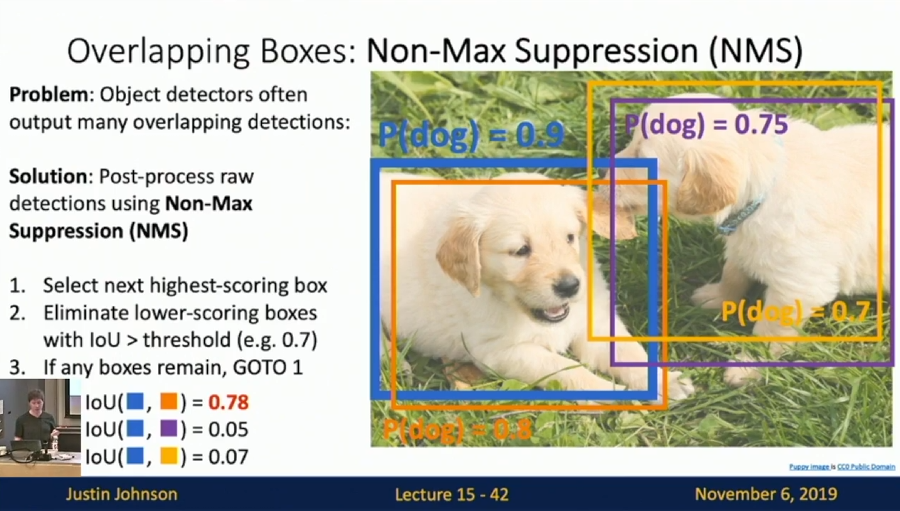 Overlapping Boxes: Non-Max Suppression (NMS)
Problem: Object detectors often
output many overlapping detections:
Solution: Post-process raw
detections using Non-Max
Suppression (NMS)
1. Select next highest-scoring box
2. Eliminate lower-scoring boxes
with IoU > threshold (e.g. 0.7)
3. If any boxes remain, GOTO 1
IoU(■, ■) = 0.78
IoU(■, ■) = 0.05
IoU(■, ■) = 0.07
P(dog) = 0.9
P(dog) = 0.75
P(dog) = 0.7
P(dog) = 0.8
Puppy image is CC0 Public Domain
Justin Johnson
Lecture 15 - 42
November 6, 2019